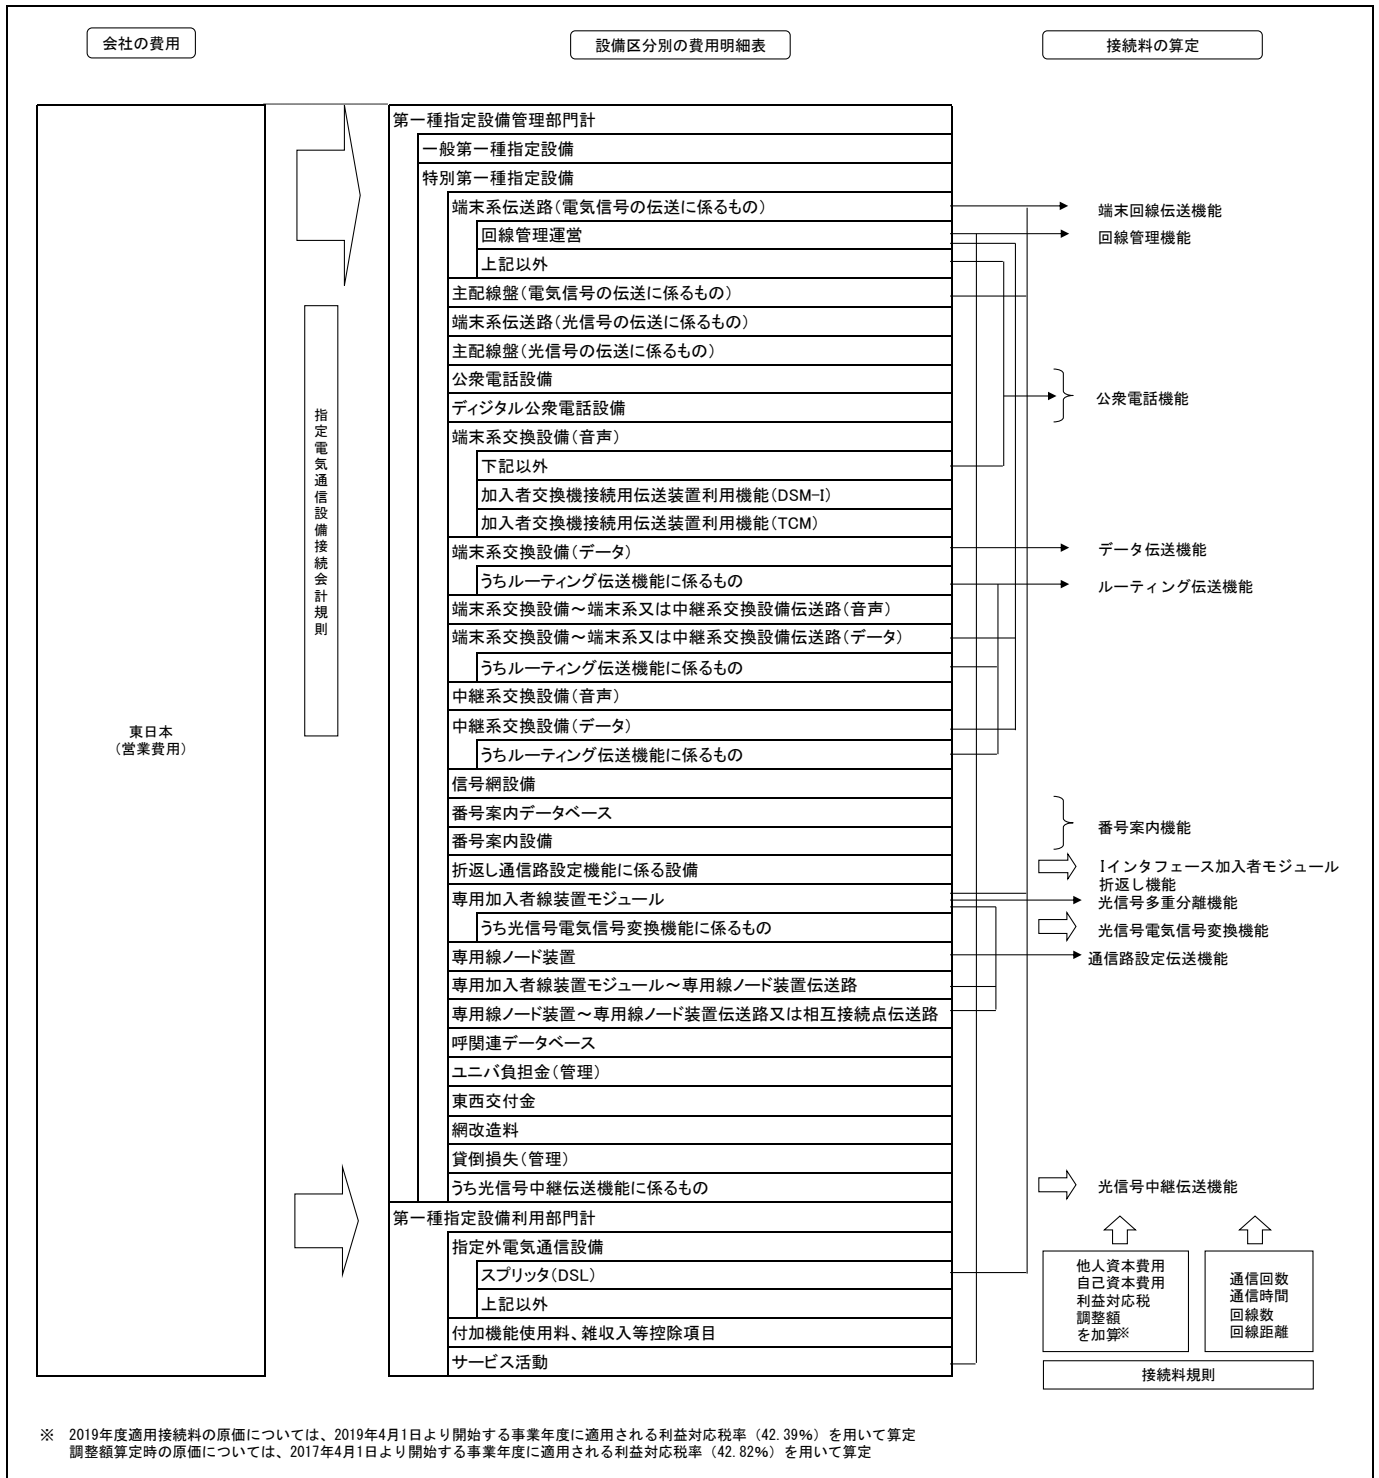 会社の費用
設備区分別の費用明細表
接続料の算定
東日本
(営業費用)
指定電気通信設備接続会計規則
第一種指定設備管理部門計
一般第一種指定設備
特別第一種指定設備
端末系伝送路(電気信号の伝送に係るもの)
回線管理運営
上記以外
主配線盤(電気信号の伝送に係るもの)
端末系伝送路(光信号の伝送に係るもの)
主配線盤(光信号の伝送に係るもの)
公衆電話設備
ディジタル公衆電話設備
端末系交換設備(音声)
下記以外
加入者交換機接続用伝送装置利用機能(DSM-I)
加入者交換機接続用伝送装置利用機能(TCM)
端末系交換設備(データ)
うちルーティング伝送機能に係るもの
端末系交換設備～端末系又は中継系交換設備伝送路(音声)
端末系交換設備～端末系又は中継系交換設備伝送路(データ)
うちルーティング伝送機能に係るもの
中継系交換設備(音声)
中継系交換設備(データ)
うちルーティング伝送機能に係るもの
信号網設備
番号案内データベース
番号案内設備
折返し通信路設定機能に係る設備
専用加入者線装置モジュール
うち光信号電気信号変換機能に係るもの
専用線ノード装置
専用加入者線装置モジュール～専用線ノード装置伝送路
専用線ノード装置～専用線ノード装置伝送路又は相互接続点伝送路
呼関連データベース
ユニバ負担金(管理)
東西交付金
網改造料
貸倒損失(管理)
うち光信号中継伝送機能に係るもの
第一種指定設備利用部門計
指定外電気通信設備
スプリッタ(DSL)
上記以外
付加機能使用料、雑収入等控除項目
サービス活動
端末回線伝送機能
回線管理機能
公衆電話機能
データ伝送機能
ルーティング伝送機能
番号案内機能
Iインタフェース加入者モジュール
折返し機能
光信号多重分離機能
光信号電気信号変換機能
通信路設定伝送機能
光信号中継伝送機能
他人資本費用
自己資本費用
利益対応税
調整額
を加算※
通信回数
通信時間
回線数
回線距離
接続料規則
※ 2019年度適用接続料の原価については、2019年4月1日より開始する事業年度に適用される利益対応税率（42.39%）を用いて算定
調整額算定時の原価については、2017年4月1日より開始する事業年度に適用される利益対応税率（42.82%）を用いて算定